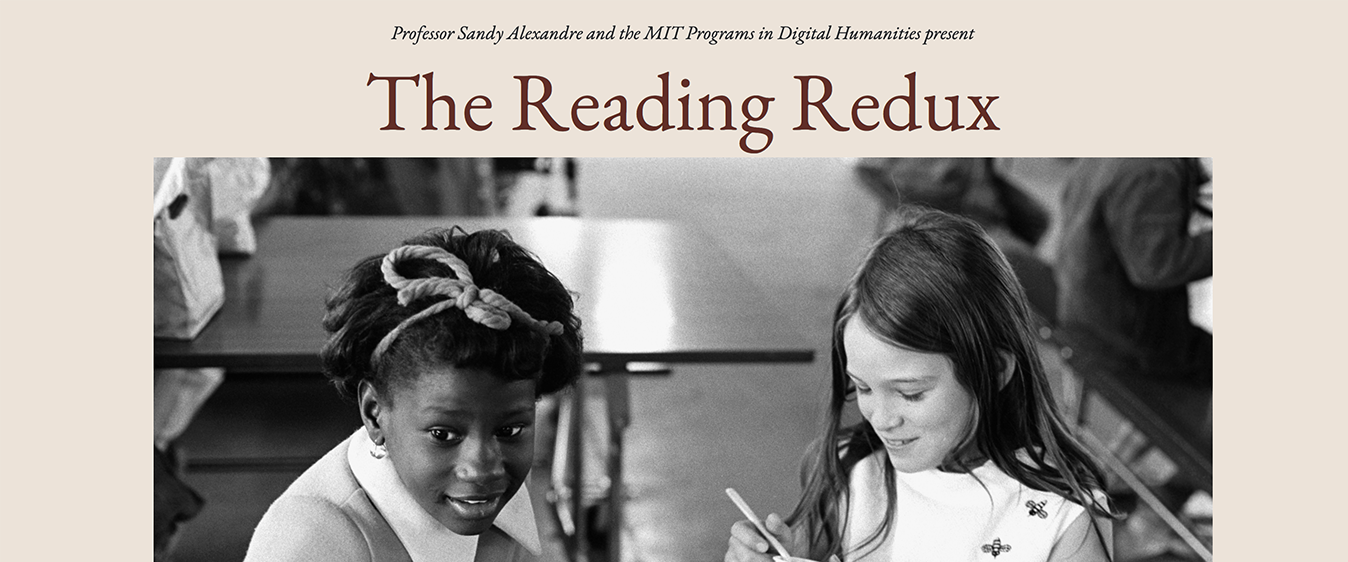 Professor Sandy Alexandre and the MIT Programs in Digital Humanities present
The Reading Redux